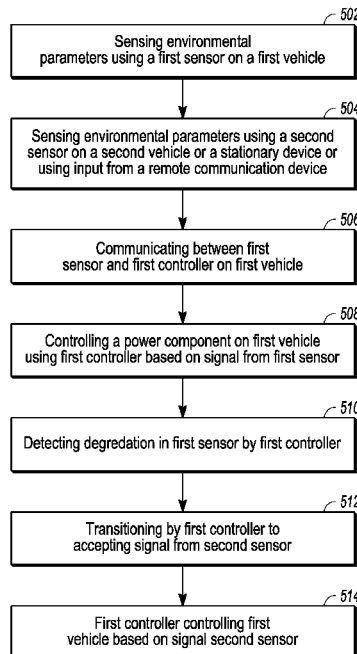 502
Sensing environmental
parameters using a first sensor on a first vehicle
504
Sensing environmental parameters using a second
sensor on a second vehicle or a stationary device or
using input from a remote communication device
506
Communicating between first
sensor and first controller on first vehicle
508
Controlling a power component on first vehicle
using first controller based on signal from first sensor
510
Detecting degredation in first sensor by first controller
512
Transitioning by first controller to
accepting signal from second sensor
514
First controller controlling first
vehicle based on signal second sensor